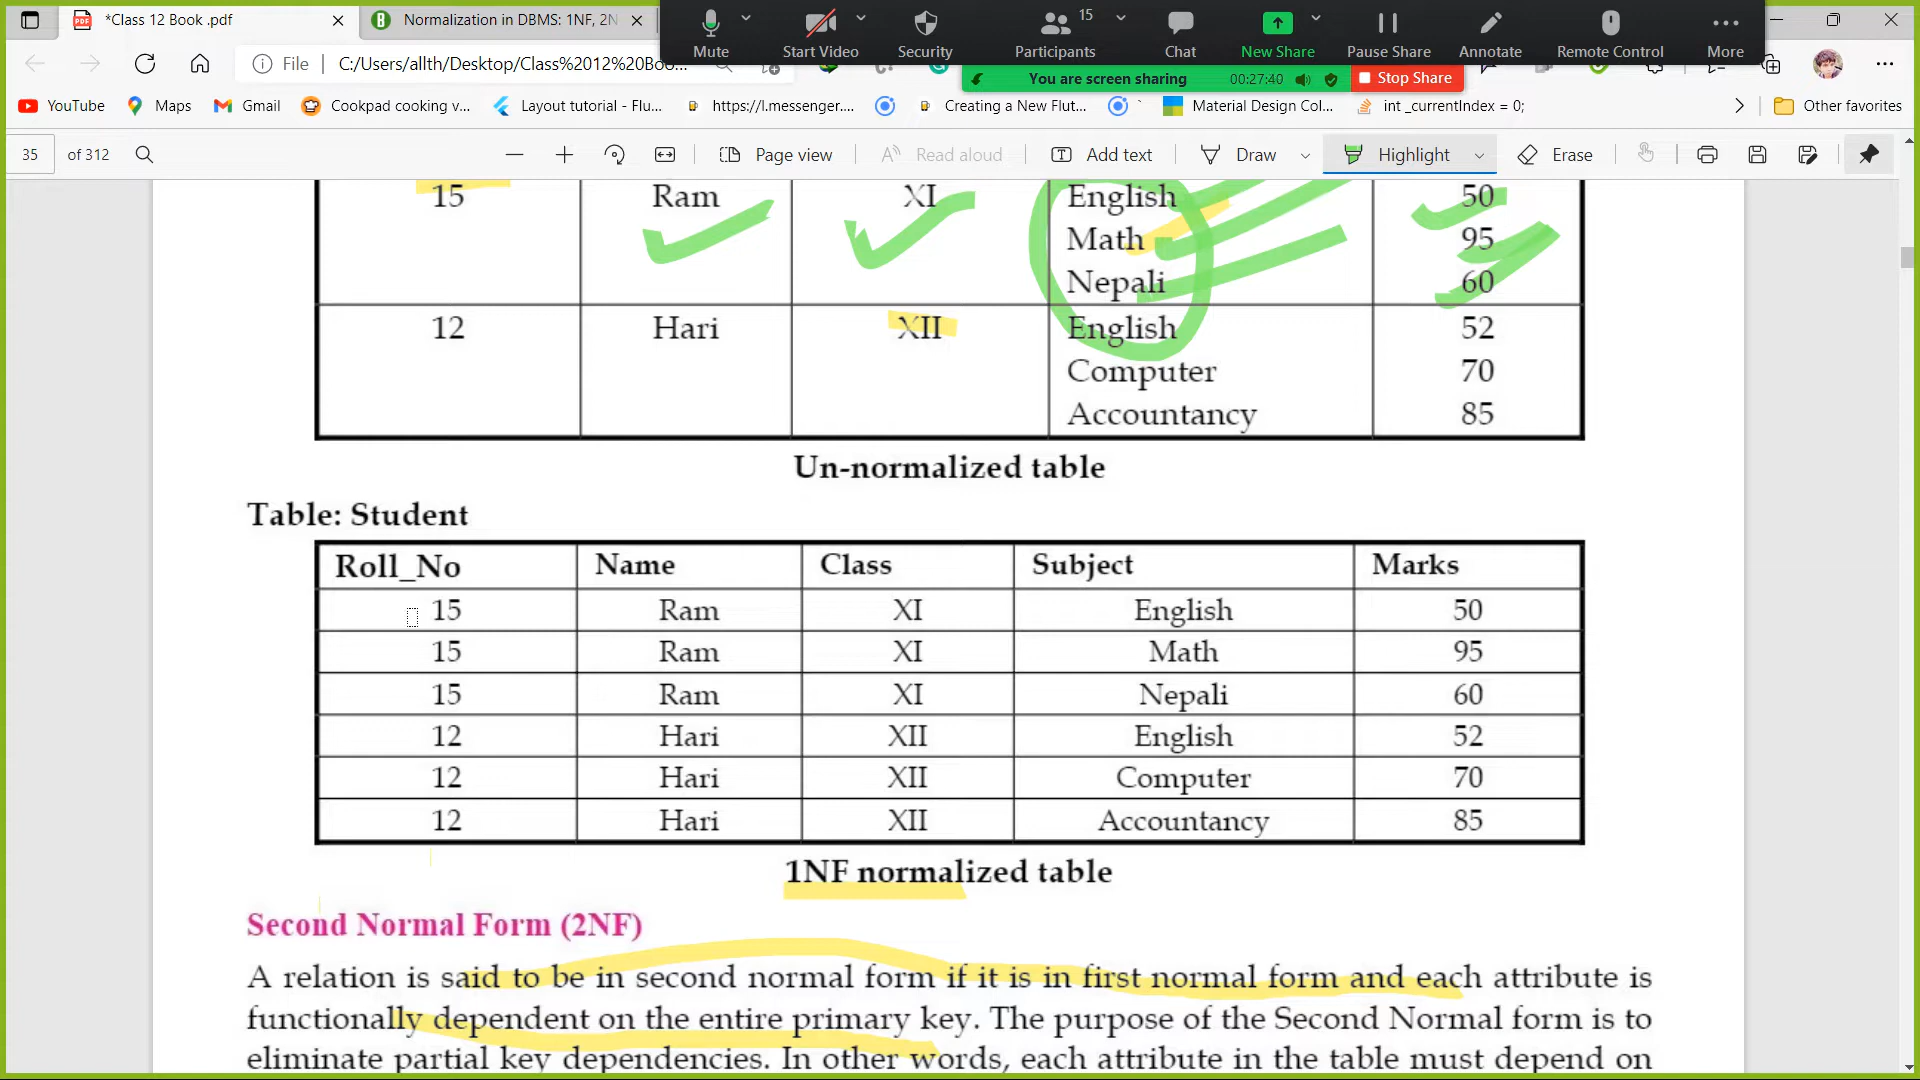 *Class 12 Book .pdf
Normalization in DBMS: 1NF, 2N
Mute
Start Video
Security
15
Participants
Chat
New Share
Pause Share
Annotate
Remote Control
More
File
C:/Users/allth/Desktop/Class%2012%20Boo...
You are screen sharing
00:27:40
Stop Share
YouTube
Maps
Gmail
Cookpad cooking v...
Layout tutorial - Flu...
https://l.messenger....
Creating a New Flut...
Material Design Col...
int _currentIndex = 0;
Other favorites
35 of 312
Page view
Read aloud
Add text
Draw
Highlight
Erase
15 Ram XI English 50
Math 95
Nepali 60
12 Hari XII English 52
Computer 70
Accountancy 85
Un-normalized table
Table: Student
Roll_No Name Class Subject Marks
15 Ram XI English 50
15 Ram XI Math 95
15 Ram XI Nepali 60
12 Hari XII English 52
12 Hari XII Computer 70
12 Hari XII Accountancy 85
1NF normalized table
Second Normal Form (2NF)
A relation is said to be in second normal form if it is in first normal form and each attribute is
functionally dependent on the entire primary key. The purpose of the Second Normal form is to
eliminate partial key dependencies. In other words, each attribute in the table must depend on